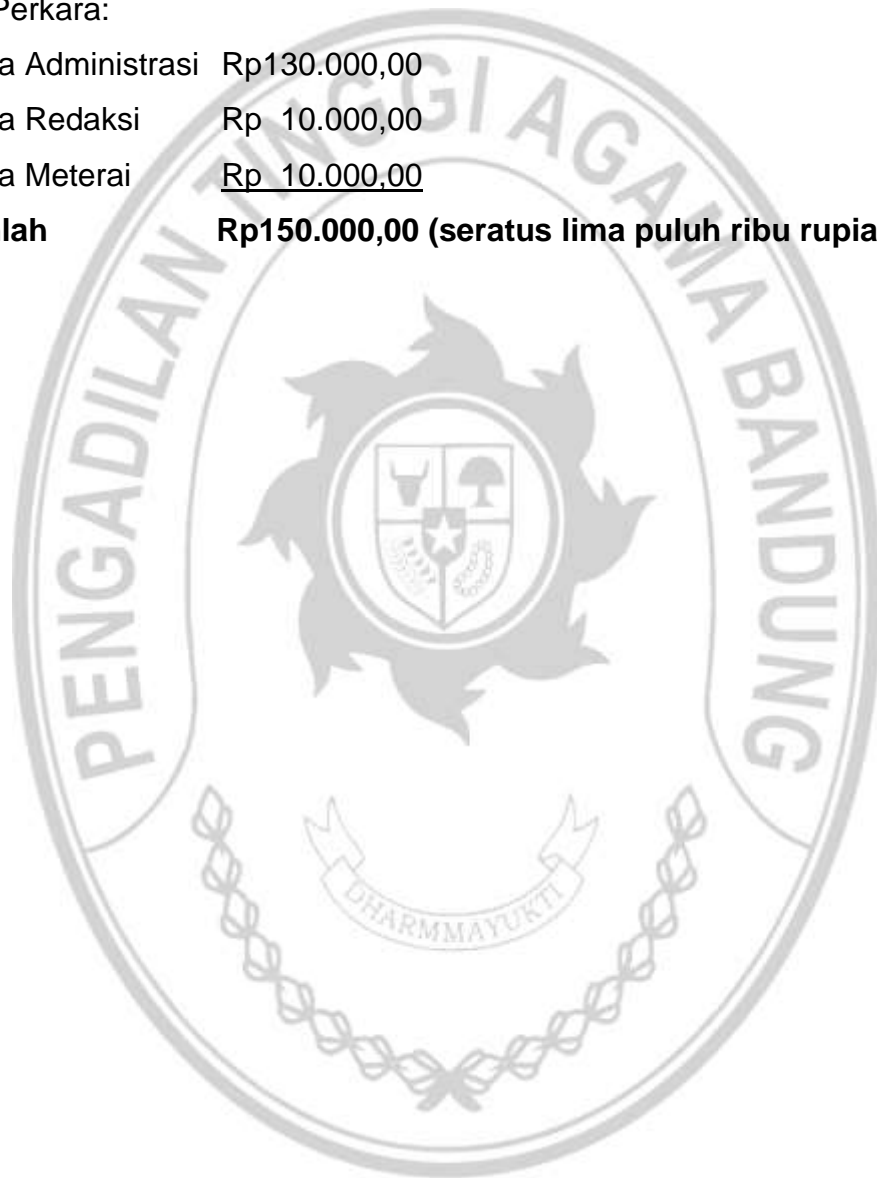 Perkara:
a Administrasi Rp130.000,00
a Redaksi Rp 10.000,00
a Meterai Rp 10.000,00
nlah Rp150.000,00 (seratus lima puluh ribu rupia
PENGADILAN TINGGI AGAMA BANDUNG
DHARMMAYUKTI